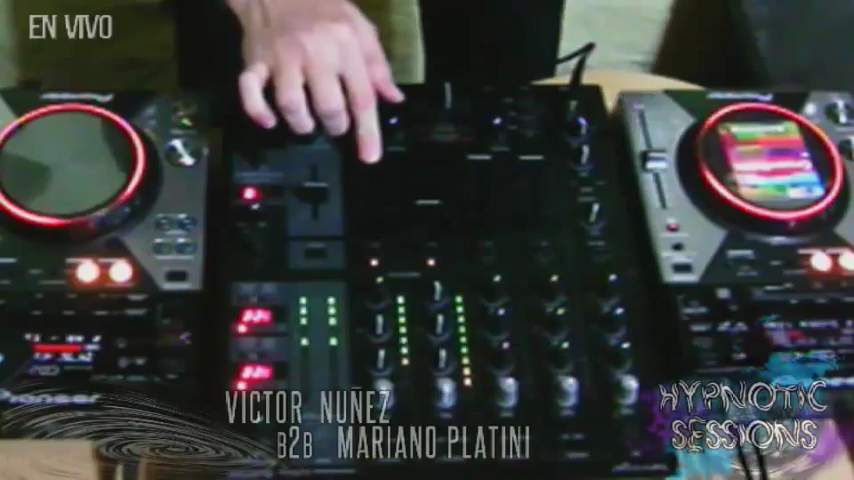 EN VIVO
Pioneer
VICTOR NUÑEZ
B2B MARIANO PLATINI
HYPNOTIC
SESSIONS